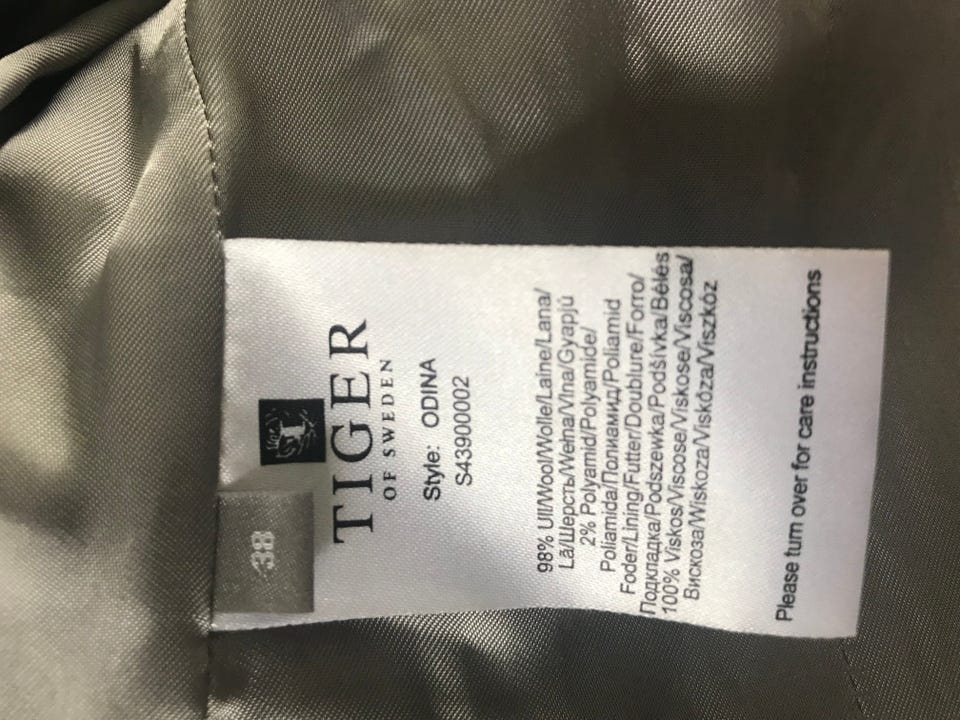 38
TIGER
OF SWEDEN
Style: ODINA
S43900002
98% Ull/Wool/Wolle/Laine/Lana/
Lã/Шерсть/Wełna/Vlna/Gyapjú
2% Polyamid/Polyamide/
Poliamida/Полиамид/Poliamid
Foder/Lining/Futter/Doublure/Forro/
Подкладка/Podszewka/Podšívka/Bélés
100% Viskos/Viscose/Viskose/Viscosa/
Вискоза/Wiskoza/Viskóza/Viszkóz
Please turn over for care instructions